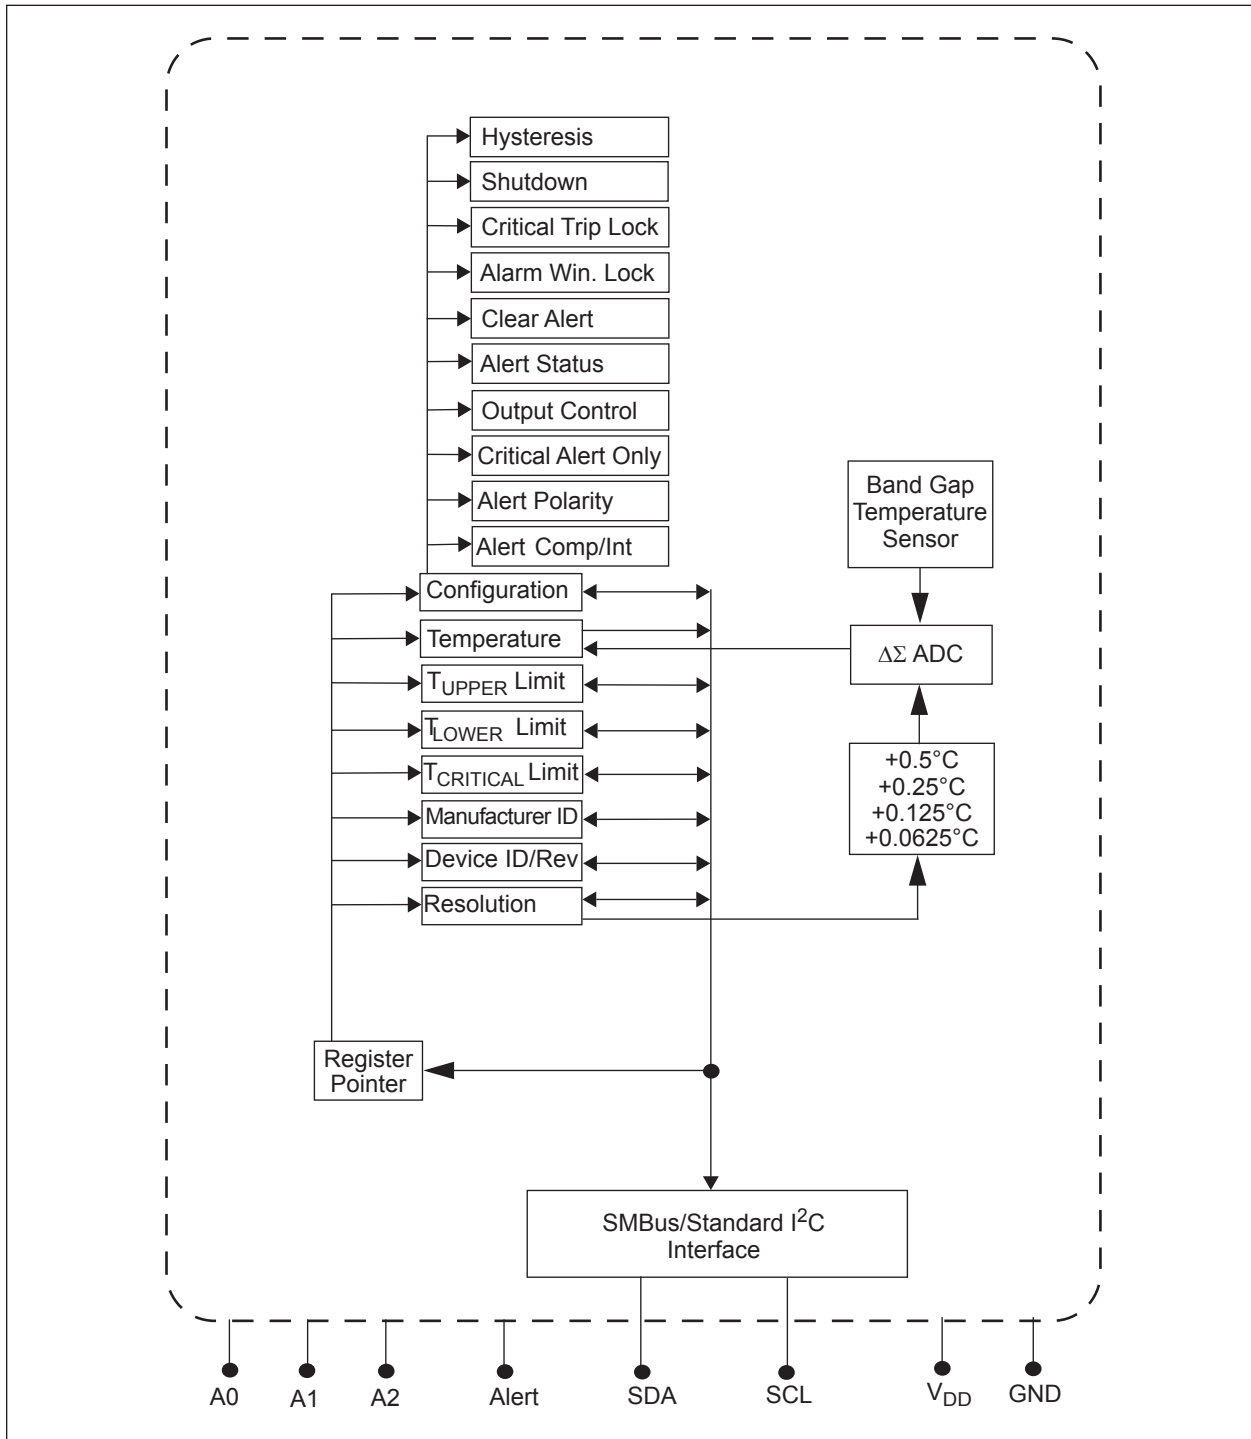 Hysteresis
Shutdown
Critical Trip Lock
Alarm Win. Lock
Clear Alert
Alert Status
Output Control
Critical Alert Only
Alert Polarity
Alert Comp/Int
Configuration
Temperature
TUPPER Limit
TLOWER Limit
TCRITICAL Limit
Manufacturer ID
Device ID/Rev
Resolution
Band Gap
Temperature
Sensor
ΔΣ ADC
+0.5°C
+0.25°C
+0.125°C
+0.0625°C
Register
Pointer
SMBus/Standard I²C
Interface
A0
A1
A2
Alert
SDA
SCL
VDD
GND